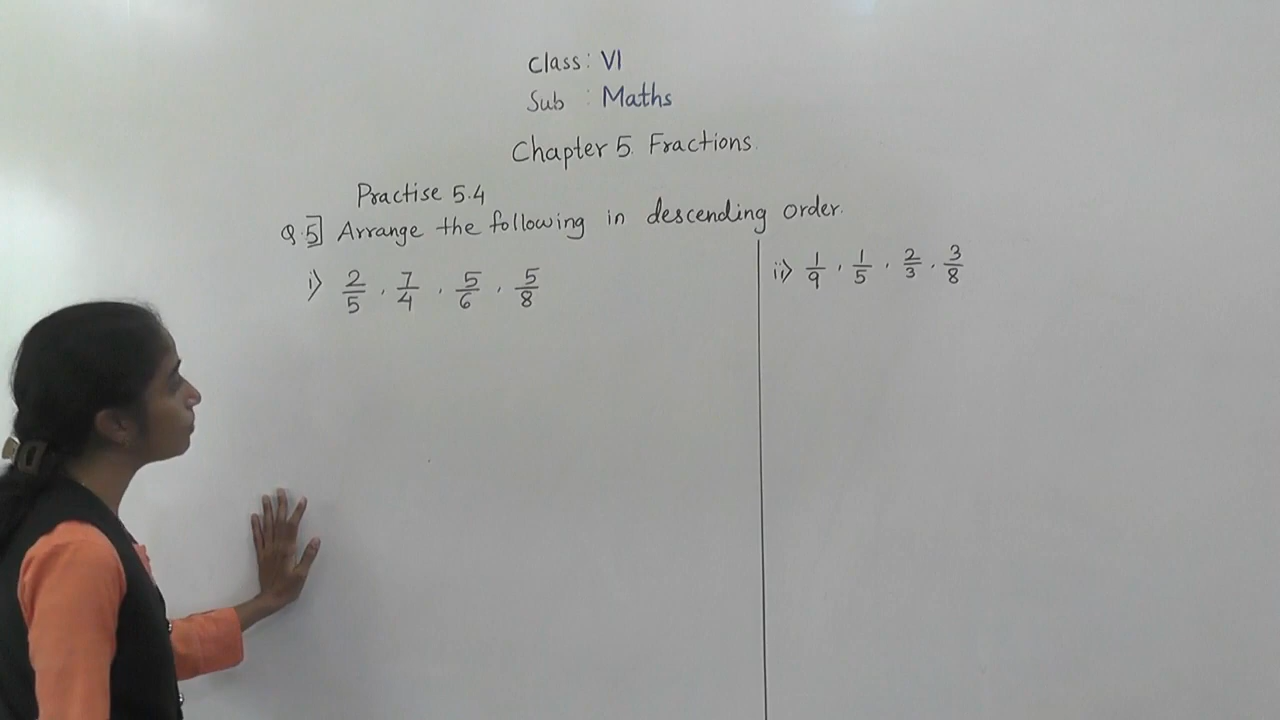 Class : VI
Sub : Maths
Chapter 5. Fractions.
Practise 5.4
Q.5] Arrange the following in descending order.
i) 2/5 , 7/4 , 5/6 , 5/8
ii) 1/9 , 1/5 , 2/3 , 3/8